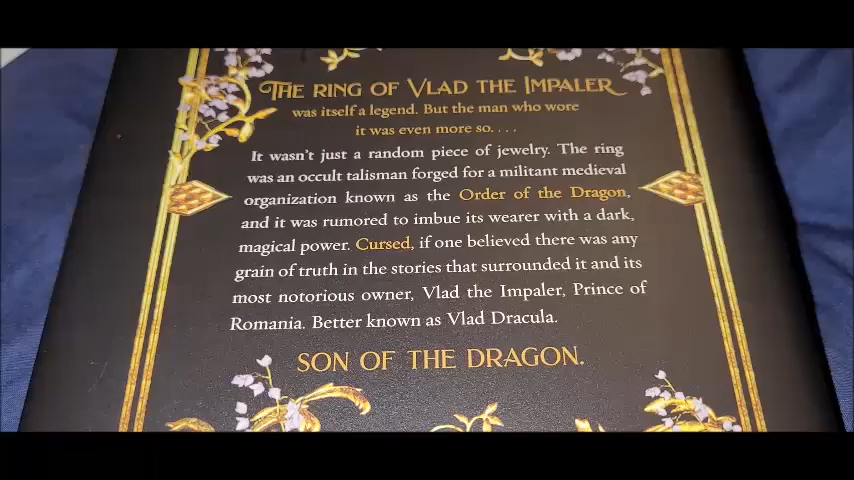 THE RING OF VLAD THE IMPALER
was itself a legend. But the man who wore
it was even more so. . . .
It wasn't just a random piece of jewelry. The ring
was an occult talisman forged for a militant medieval
organization known as the Order of the Dragon,
and it was rumored to imbue its wearer with a dark,
magical power. Cursed, if one believed there was any
grain of truth in the stories that surrounded it and its
most notorious owner, Vlad the Impaler, Prince of
Romania. Better known as Vlad Dracula.
SON OF THE DRAGON.